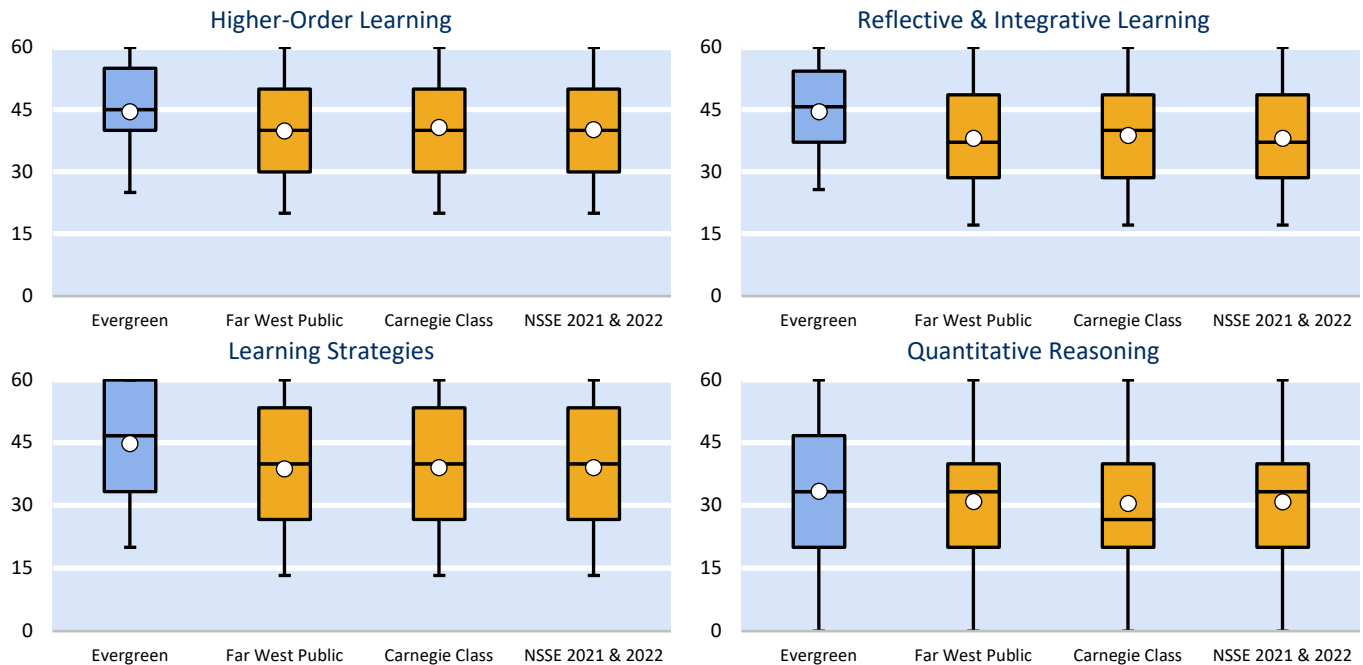 Higher-Order Learning
60
45
30
15
0
Evergreen Far West Public Carnegie Class NSSE 2021 & 2022
Reflective & Integrative Learning
60
45
30
15
0
Evergreen Far West Public Carnegie Class NSSE 2021 & 2022
Learning Strategies
60
45
30
15
0
Evergreen Far West Public Carnegie Class NSSE 2021 & 2022
Quantitative Reasoning
60
45
30
15
0
Evergreen Far West Public Carnegie Class NSSE 2021 & 2022